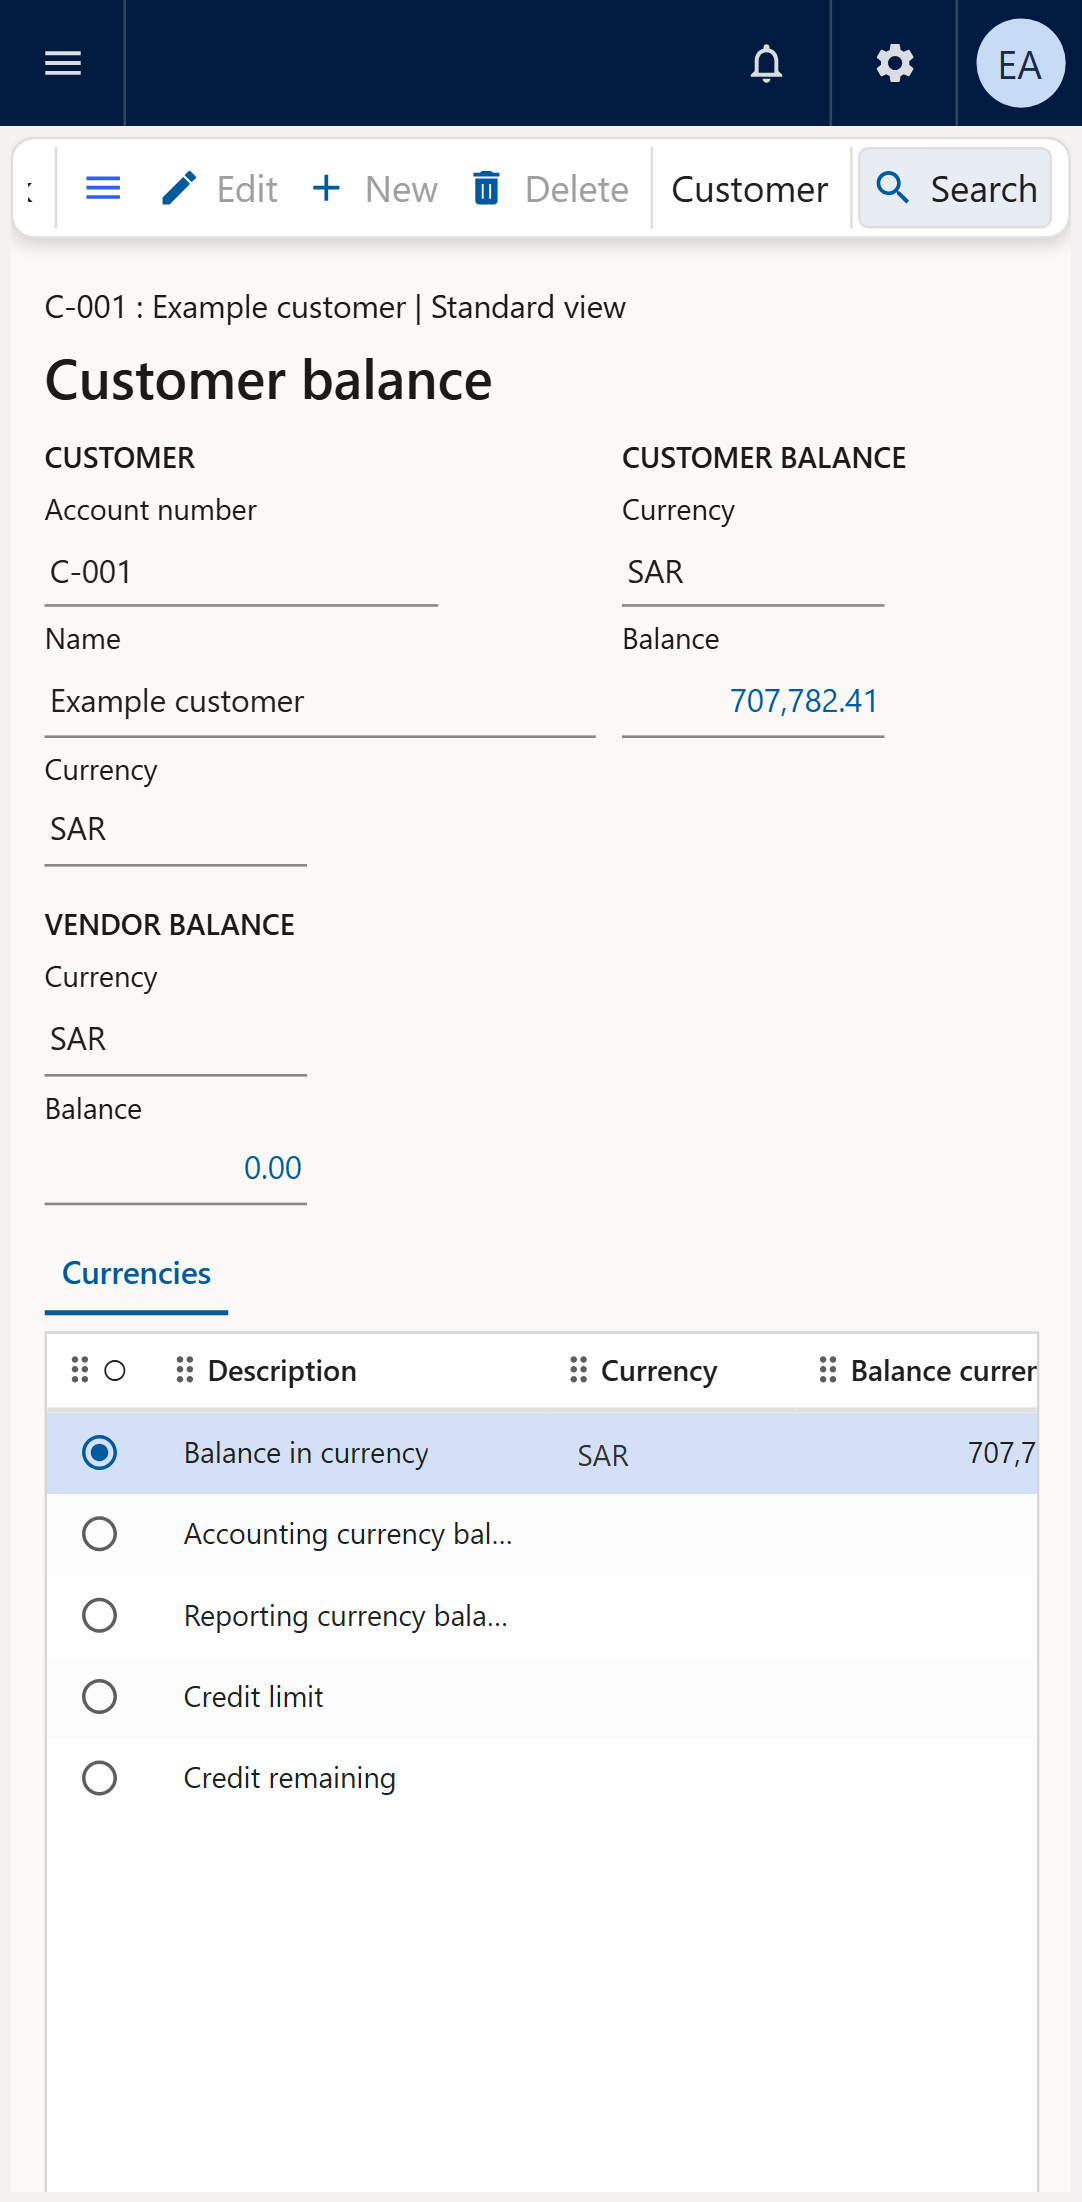 EA
Edit New Delete Customer Search
C-001 : Example customer | Standard view
Customer balance
CUSTOMER
Account number
C-001
Name
Example customer
Currency
SAR
CUSTOMER BALANCE
Currency
SAR
Balance
707,782.41
VENDOR BALANCE
Currency
SAR
Balance
0.00
Currencies
Description Currency Balance curren
Balance in currency SAR 707,7
Accounting currency bal...
Reporting currency bala...
Credit limit
Credit remaining